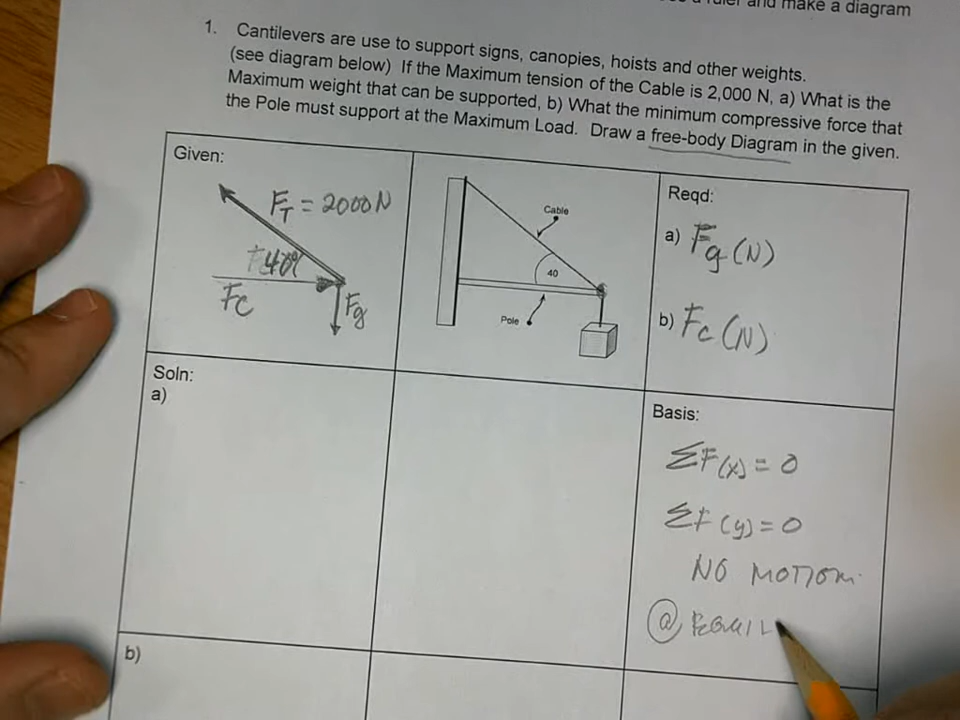 and make a diagram
1. Cantilevers are use to support signs, canopies, hoists and other weights.
(see diagram below) If the Maximum tension of the Cable is 2,000 N, a) What is the
Maximum weight that can be supported, b) What the minimum compressive force that
the Pole must support at the Maximum Load. Draw a free-body Diagram in the given.
Given:
F_T = 2000N
40°
Fc
Fg
Cable
40
Pole
Reqd:
a) Fg (N)
b) Fc (N)
Soln:
a)
Basis:
ΣF(x) = 0
ΣF(y) = 0
NO MOTION
@ EQUIL
b)